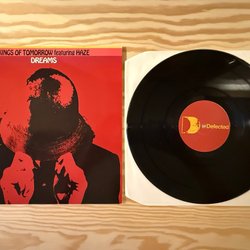 KINGS OF TOMORROW featuring HAZE
DREAMS
Defected